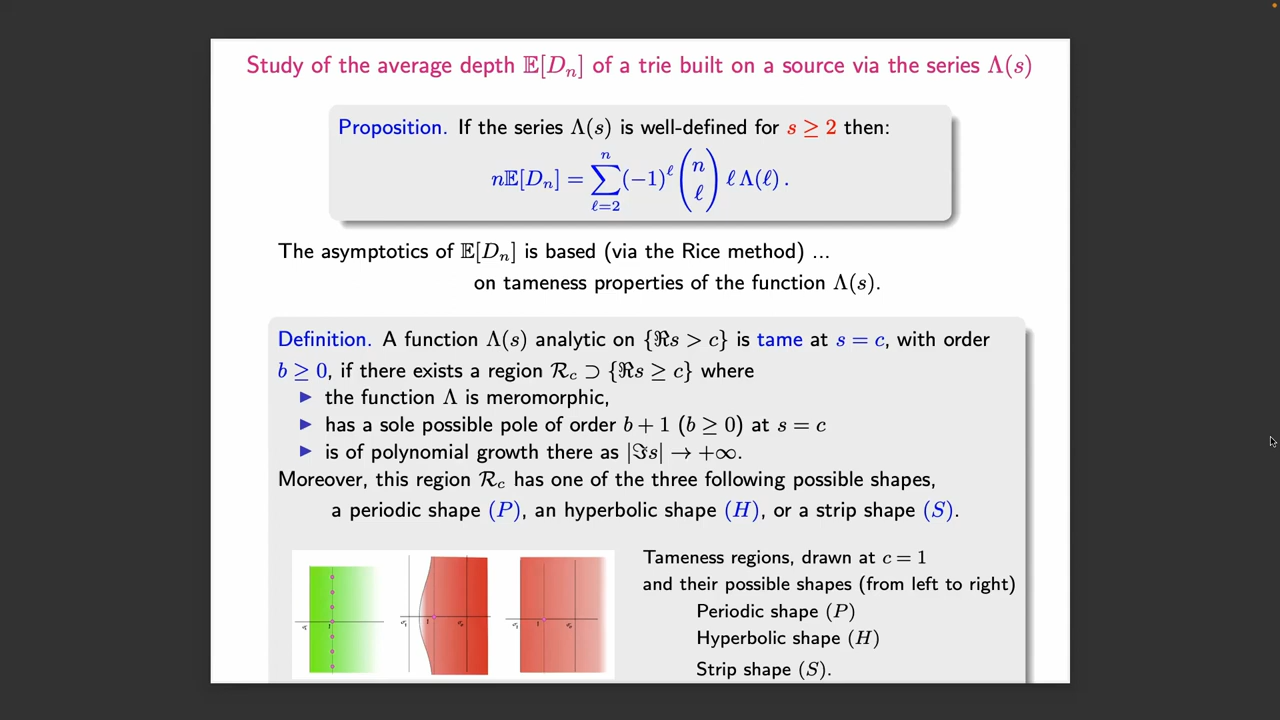 Study of the average depth 𝔼[Dₙ] of a trie built on a source via the series Λ(s)
Proposition. If the series Λ(s) is well-defined for s ≥ 2 then:
n𝔼[Dₙ] = ∑_{ℓ=2}^{n} (−1)^ℓ (n ℓ) ℓ Λ(ℓ) .
The asymptotics of 𝔼[Dₙ] is based (via the Rice method) ...
on tameness properties of the function Λ(s).
Definition. A function Λ(s) analytic on {ℜs > c} is tame at s = c, with order
b ≥ 0, if there exists a region ℛ_c ⊃ {ℜs ≥ c} where
▶ the function Λ is meromorphic,
▶ has a sole possible pole of order b + 1 (b ≥ 0) at s = c
▶ is of polynomial growth there as |ℑs| → +∞.
Moreover, this region ℛ_c has one of the three following possible shapes,
a periodic shape (P), an hyperbolic shape (H), or a strip shape (S).
Tameness regions, drawn at c = 1
and their possible shapes (from left to right)
Periodic shape (P)
Hyperbolic shape (H)
Strip shape (S).